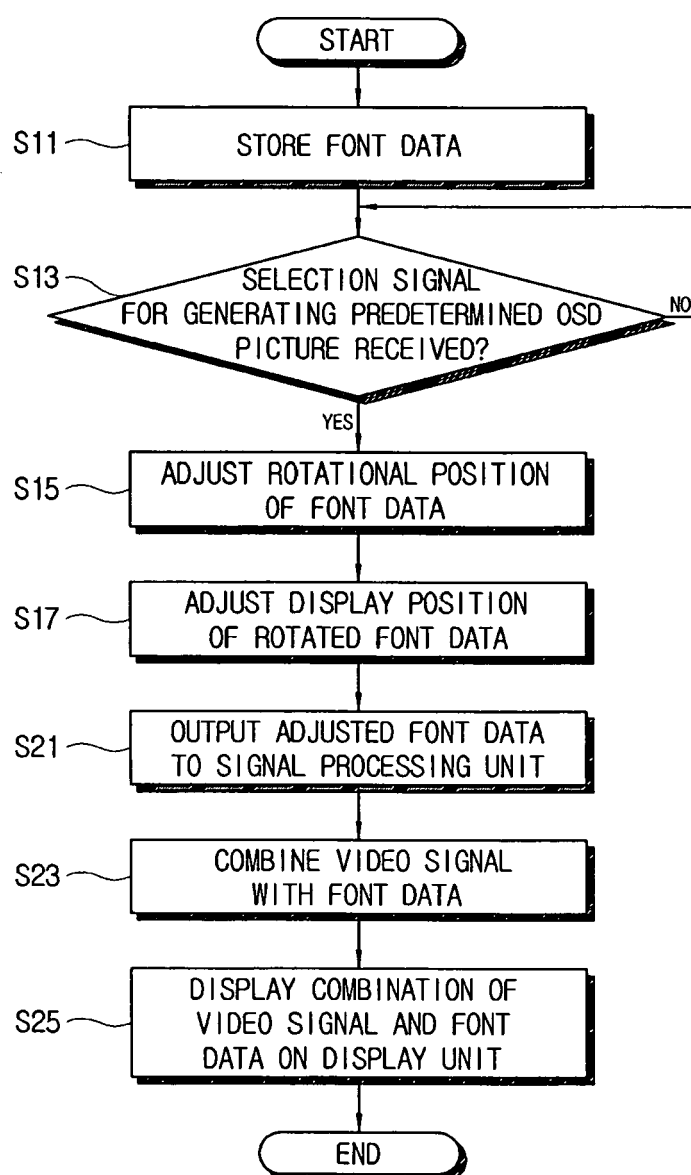 START
S11
STORE FONT DATA
S13
SELECTION SIGNAL
FOR GENERATING PREDETERMINED OSD
PICTURE RECEIVED?
NO
YES
S15
ADJUST ROTATIONAL POSITION
OF FONT DATA
S17
ADJUST DISPLAY POSITION
OF ROTATED FONT DATA
S21
OUTPUT ADJUSTED FONT DATA
TO SIGNAL PROCESSING UNIT
S23
COMBINE VIDEO SIGNAL
WITH FONT DATA
S25
DISPLAY COMBINATION OF
VIDEO SIGNAL AND FONT
DATA ON DISPLAY UNIT
END